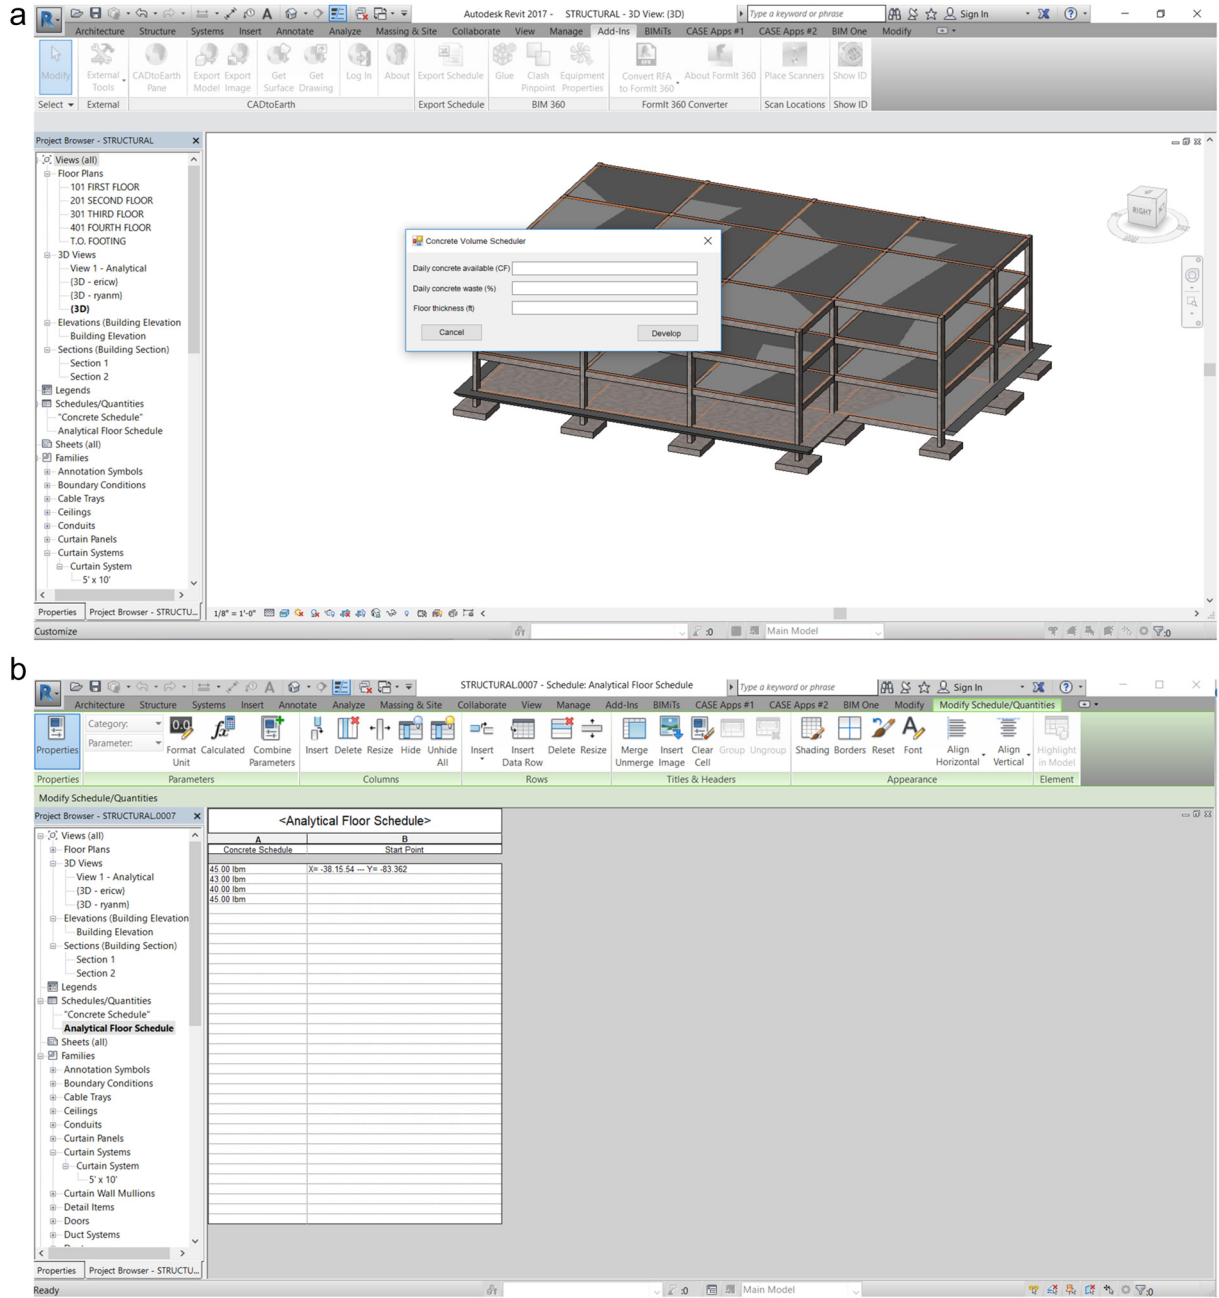 a
Autodesk Revit 2017 - STRUCTURAL - 3D View: {3D}
Type a keyword or phrase
Sign In
Architecture Structure Systems Insert Annotate Analyze Massing & Site Collaborate View Manage Add-Ins BIMiTs CASE Apps #1 CASE Apps #2 BIM One Modify
Modify External Tools CADtoEarth Pane Export Model Export Image Get Surface Get Drawing Log In About Export Schedule Glue Clash Pinpoint Equipment Properties Convert RFA to FormIt 360 About FormIt 360 Place Scanners Show ID
Select External CADtoEarth Export Schedule BIM 360 FormIt 360 Converter Scan Locations Show ID
Project Browser - STRUCTURAL
Views (all)
Floor Plans
101 FIRST FLOOR
201 SECOND FLOOR
301 THIRD FLOOR
401 FOURTH FLOOR
T.O. FOOTING
3D Views
View 1 - Analytical
{3D - ericw}
{3D - ryanm}
{3D}
Elevations (Building Elevation
Building Elevation
Sections (Building Section)
Section 1
Section 2
Legends
Schedules/Quantities
"Concrete Schedule"
Analytical Floor Schedule
Sheets (all)
Families
Annotation Symbols
Boundary Conditions
Cable Trays
Ceilings
Conduits
Curtain Panels
Curtain Systems
Curtain System
5' x 10'
Properties Project Browser - STRUCTU...
RIGHT
Concrete Volume Scheduler
Daily concrete available (CF)
Daily concrete waste (%)
Floor thickness (ft)
Cancel Develop
1/8" = 1'-0"
Customize
:0 Main Model :0
b
STRUCTURAL.0007 - Schedule: Analytical Floor Schedule
Type a keyword or phrase
Sign In
Architecture Structure Systems Insert Annotate Analyze Massing & Site Collaborate View Manage Add-Ins BIMiTs CASE Apps #1 CASE Apps #2 BIM One Modify Modify Schedule/Quantities
Category:
Parameter:
Properties Format Unit Calculated Combine Parameters Insert Delete Resize Hide Unhide All Insert Insert Data Row Delete Resize Merge Unmerge Insert Image Clear Cell Group Ungroup Shading Borders Reset Font Align Horizontal Align Vertical Highlight in Model
Properties Parameters Columns Rows Titles & Headers Appearance Element
Modify Schedule/Quantities
Project Browser - STRUCTURAL.0007
Views (all)
Floor Plans
3D Views
View 1 - Analytical
{3D - ericw}
{3D - ryanm}
Elevations (Building Elevation
Building Elevation
Sections (Building Section)
Section 1
Section 2
Legends
Schedules/Quantities
"Concrete Schedule"
Analytical Floor Schedule
Sheets (all)
Families
Annotation Symbols
Boundary Conditions
Cable Trays
Ceilings
Conduits
Curtain Panels
Curtain Systems
Curtain System
5' x 10'
Curtain Wall Mullions
Detail Items
Doors
Duct Systems
Properties Project Browser - STRUCTU...
<Analytical Floor Schedule>
A B
Concrete Schedule Start Point
45.00 lbm X= -38.15.54 --- Y= -83.362
43.00 lbm
40.00 lbm
45.00 lbm
Ready
:0 Main Model :0